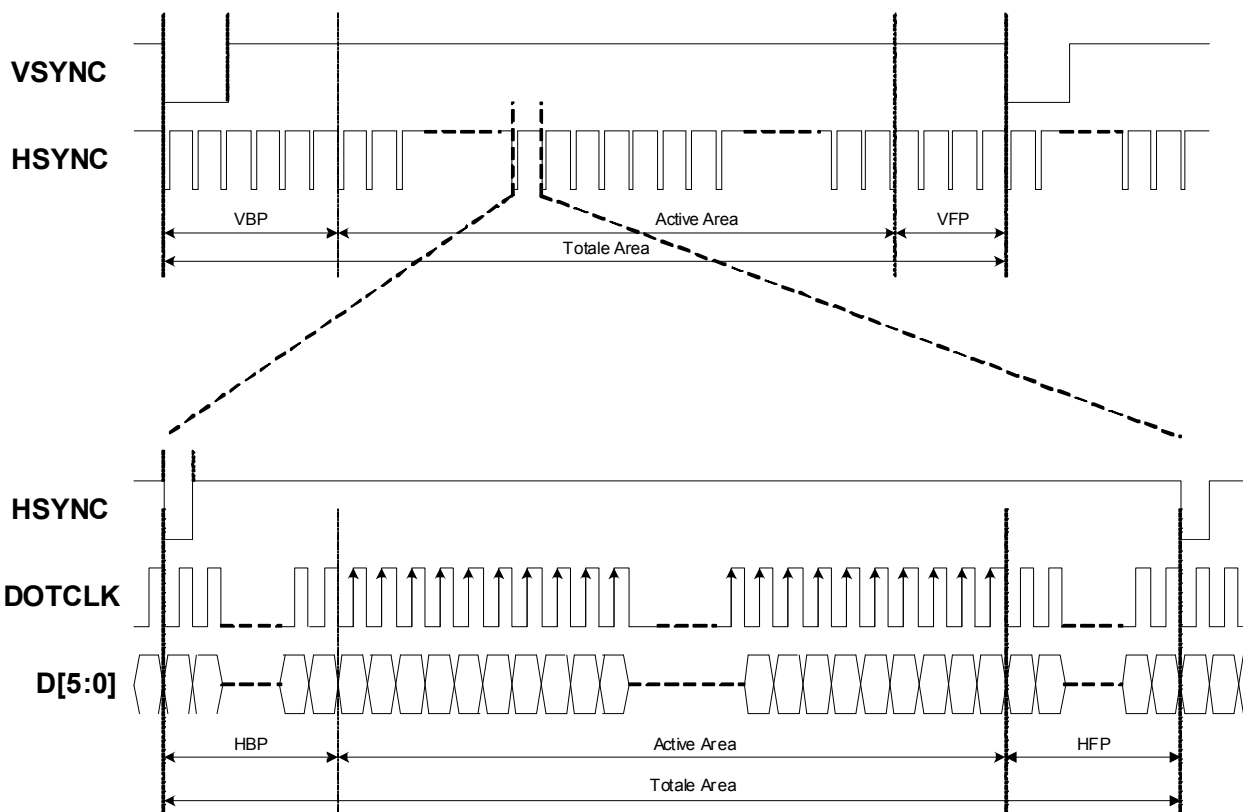 VSYNC
HSYNC
VBP
Active Area
VFP
Totale Area
HSYNC
DOTCLK
D[5:0]
HBP
Active Area
HFP
Totale Area